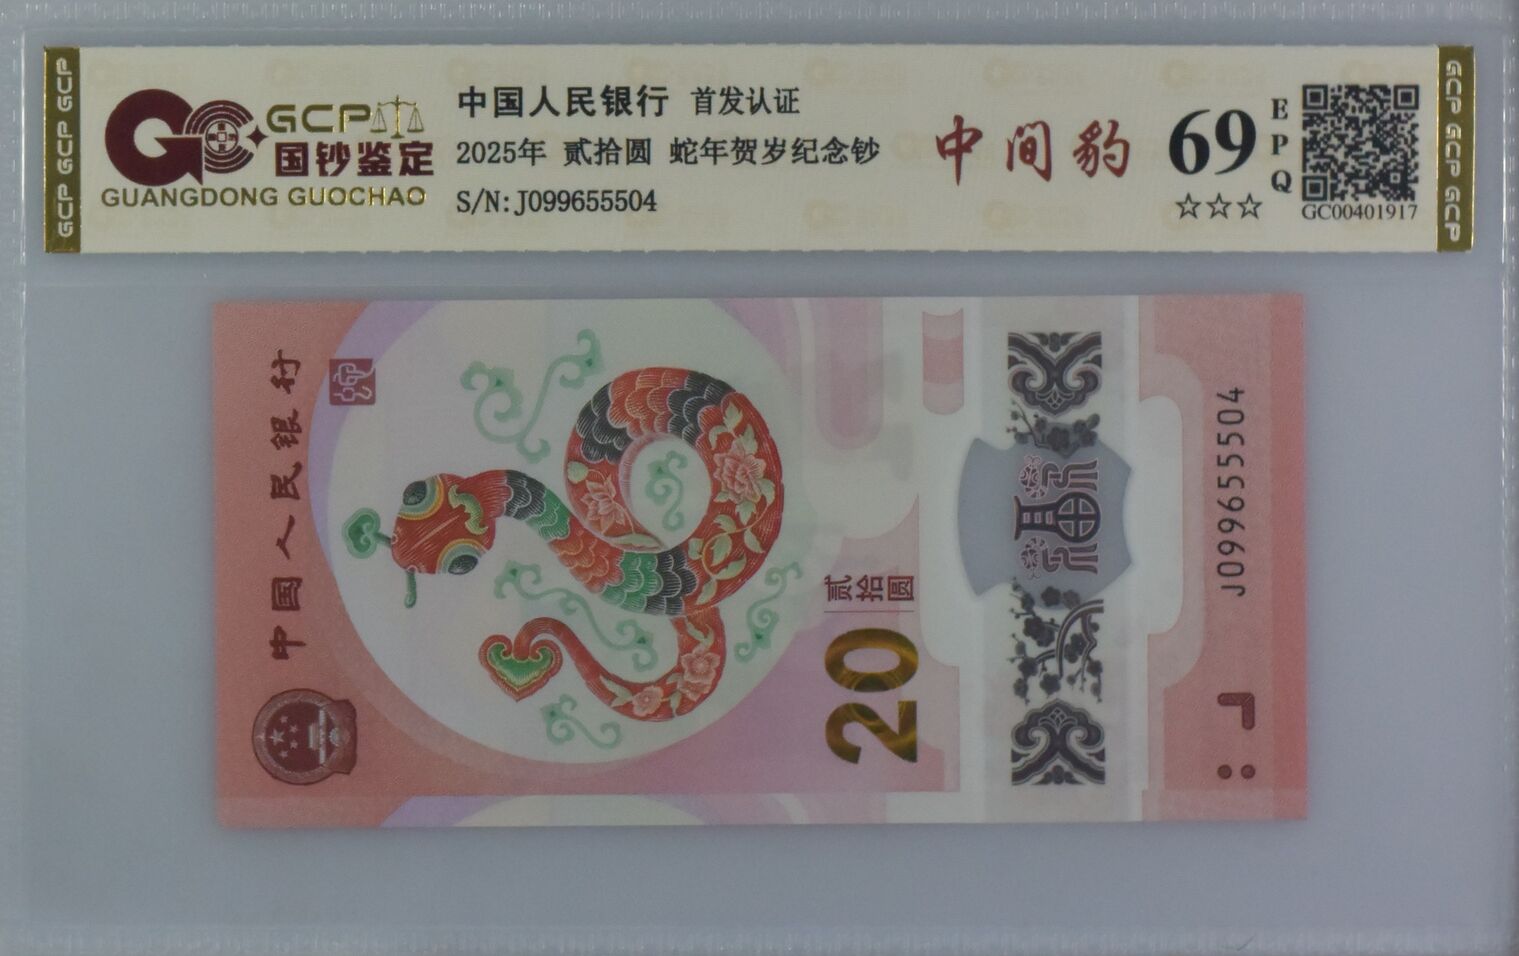 GCP GCP GCP
GCP
国钞鉴定
GUANGDONG GUOCHAO
中国人民银行 首发认证
2025年 贰拾圆 蛇年贺岁纪念钞
S/N:J099655504
中间豹
69
EPQ
☆☆☆
GC00401917
GCP GCP GCP
中国人民银行
贰拾圆
20
福
J099655504